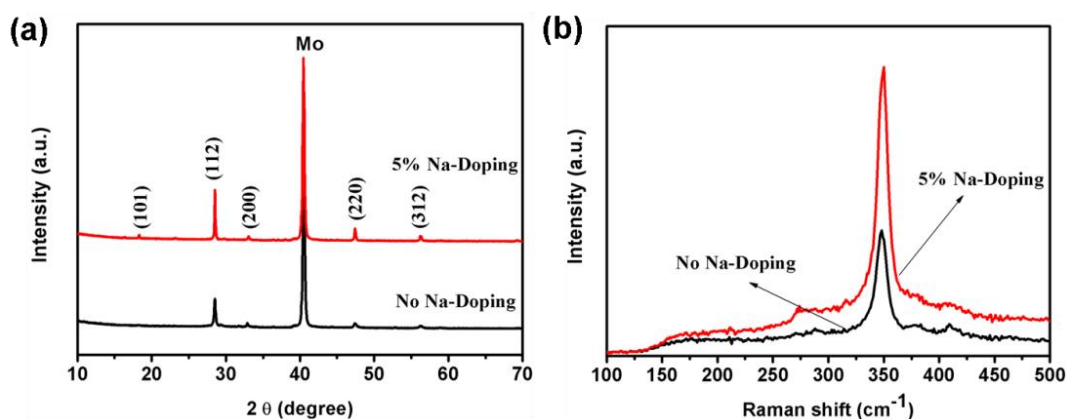 (a)
Mo
5% Na-Doping
(101)
(112)
(200)
(220)
(312)
No Na-Doping
Intensity (a.u.)
10 20 30 40 50 60 70
2 θ (degree)
(b)
5% Na-Doping
No Na-Doping
Intensity (a.u.)
100 150 200 250 300 350 400 450 500
Raman shift (cm-1)